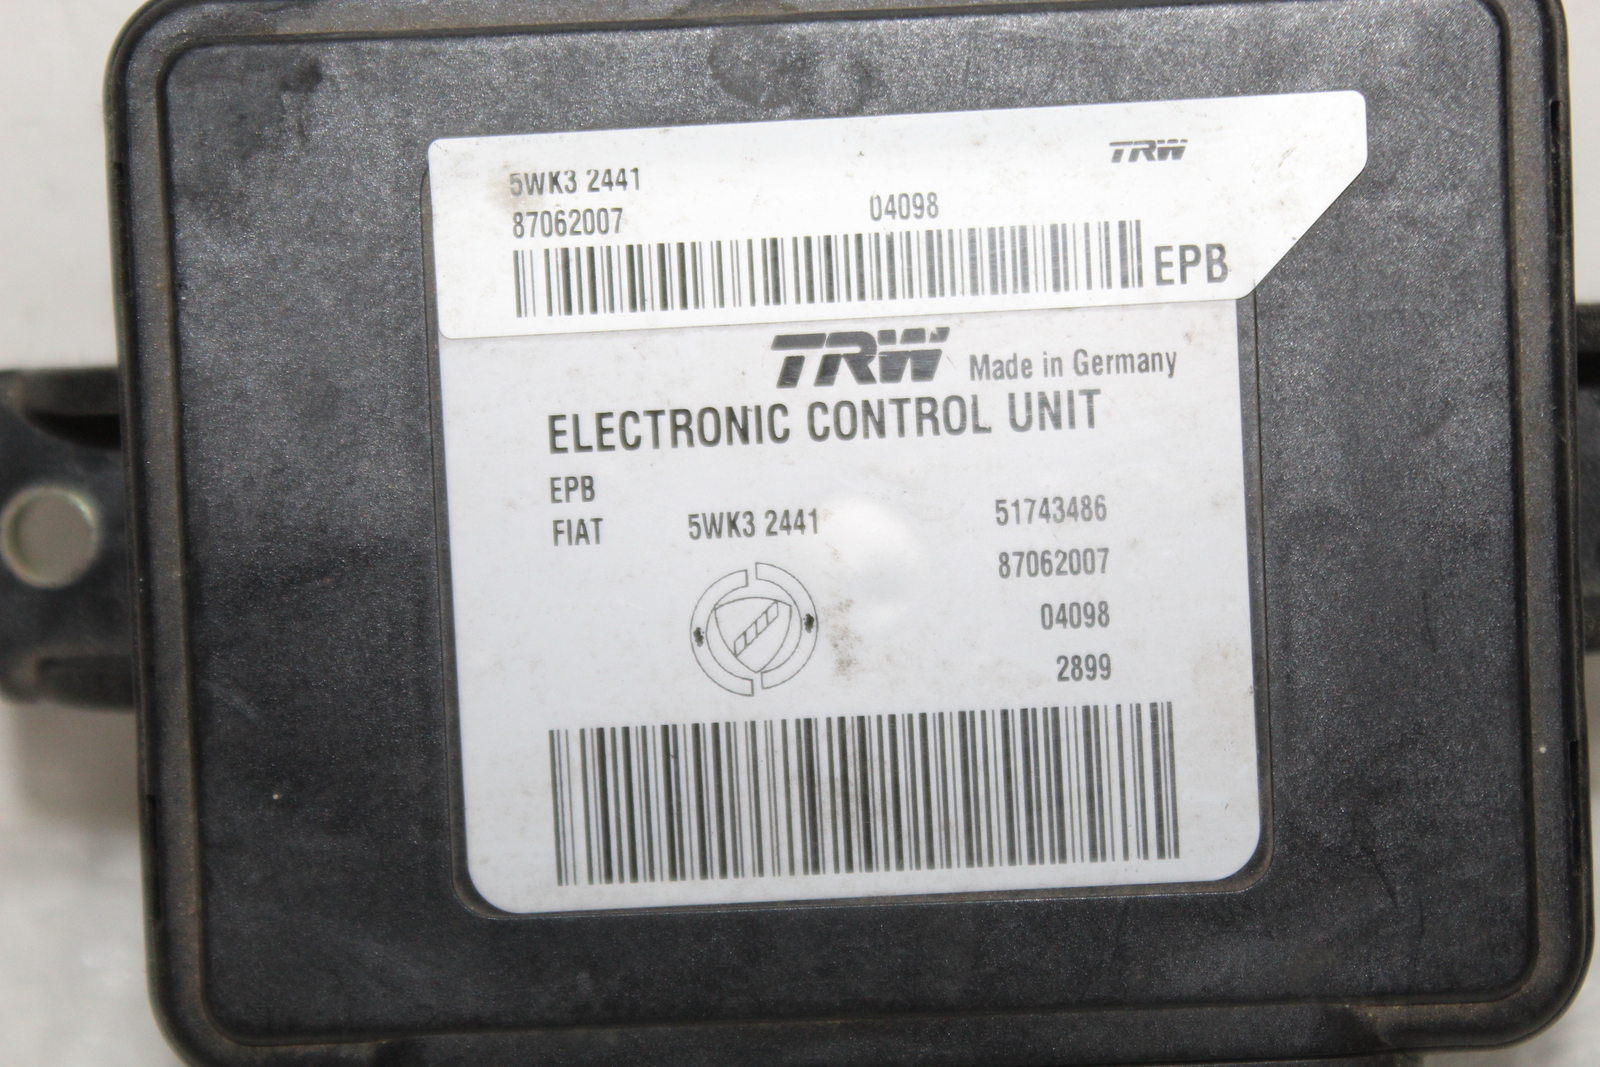 TRW
5WK3 2441
87062007 04098
EPB
TRW Made in Germany
ELECTRONIC CONTROL UNIT
EPB
FIAT 5WK3 2441 51743486
87062007
04098
2899